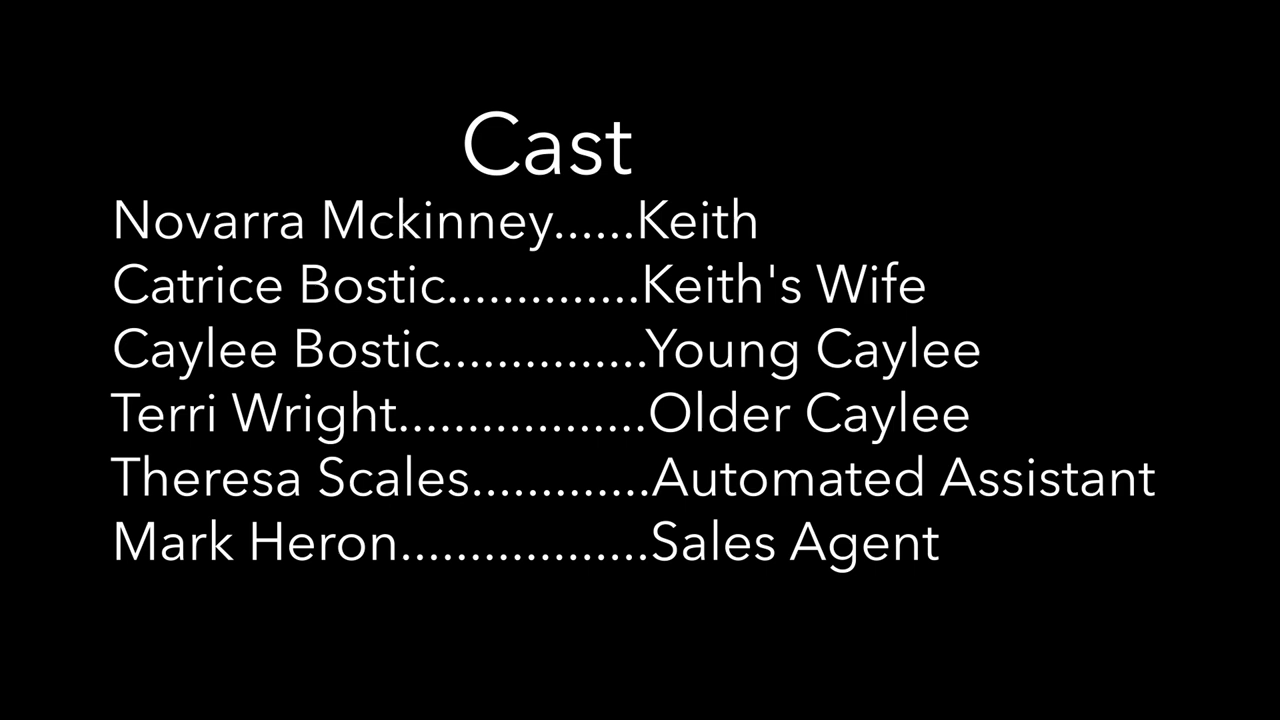 Cast
Novarra Mckinney......Keith
Catrice Bostic..............Keith's Wife
Caylee Bostic...............Young Caylee
Terri Wright..................Older Caylee
Theresa Scales.............Automated Assistant
Mark Heron..................Sales Agent